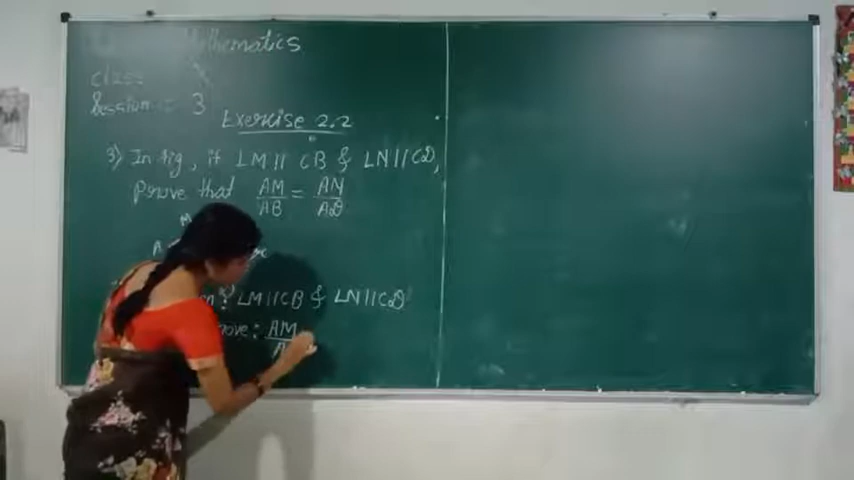 Mathematics
class
Session : 3
Exercise 2.2
3) In fig, if LM || CB & LN || CD,
Prove that AM/AB = AN/AD
M
A
: LM || CB & LN || CD
: AM